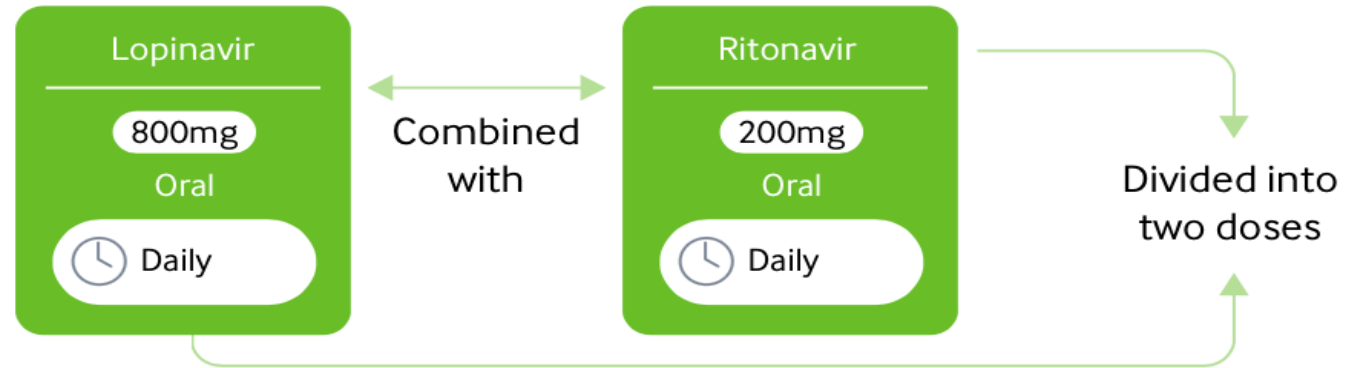 Lopinavir
800mg
Oral
Daily
Combined
with
Ritonavir
200mg
Oral
Daily
Divided into
two doses